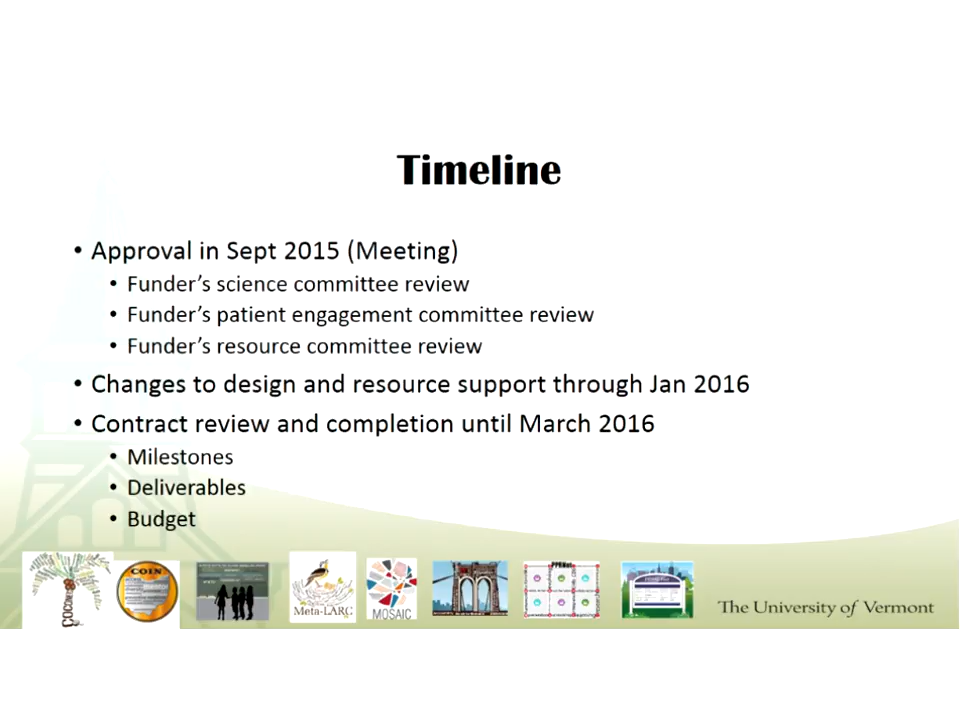 Timeline
• Approval in Sept 2015 (Meeting)
• Funder's science committee review
• Funder's patient engagement committee review
• Funder's resource committee review
• Changes to design and resource support through Jan 2016
• Contract review and completion until March 2016
• Milestones
• Deliverables
• Budget
COIN
Meta-LARC
MOSAIC
The University of Vermont